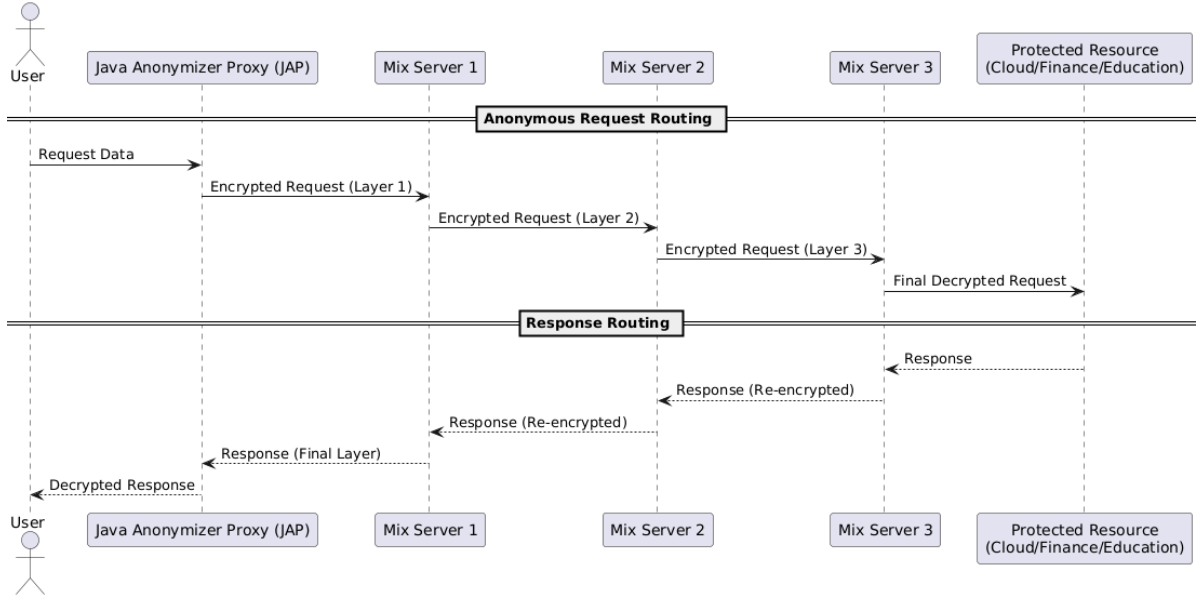 User
Java Anonymizer Proxy (JAP)
Mix Server 1
Mix Server 2
Mix Server 3
Protected Resource
(Cloud/Finance/Education)
Anonymous Request Routing
Request Data
Encrypted Request (Layer 1)
Encrypted Request (Layer 2)
Encrypted Request (Layer 3)
Final Decrypted Request
Response Routing
Response
Response (Re-encrypted)
Response (Re-encrypted)
Response (Final Layer)
Decrypted Response
User
Java Anonymizer Proxy (JAP)
Mix Server 1
Mix Server 2
Mix Server 3
Protected Resource
(Cloud/Finance/Education)